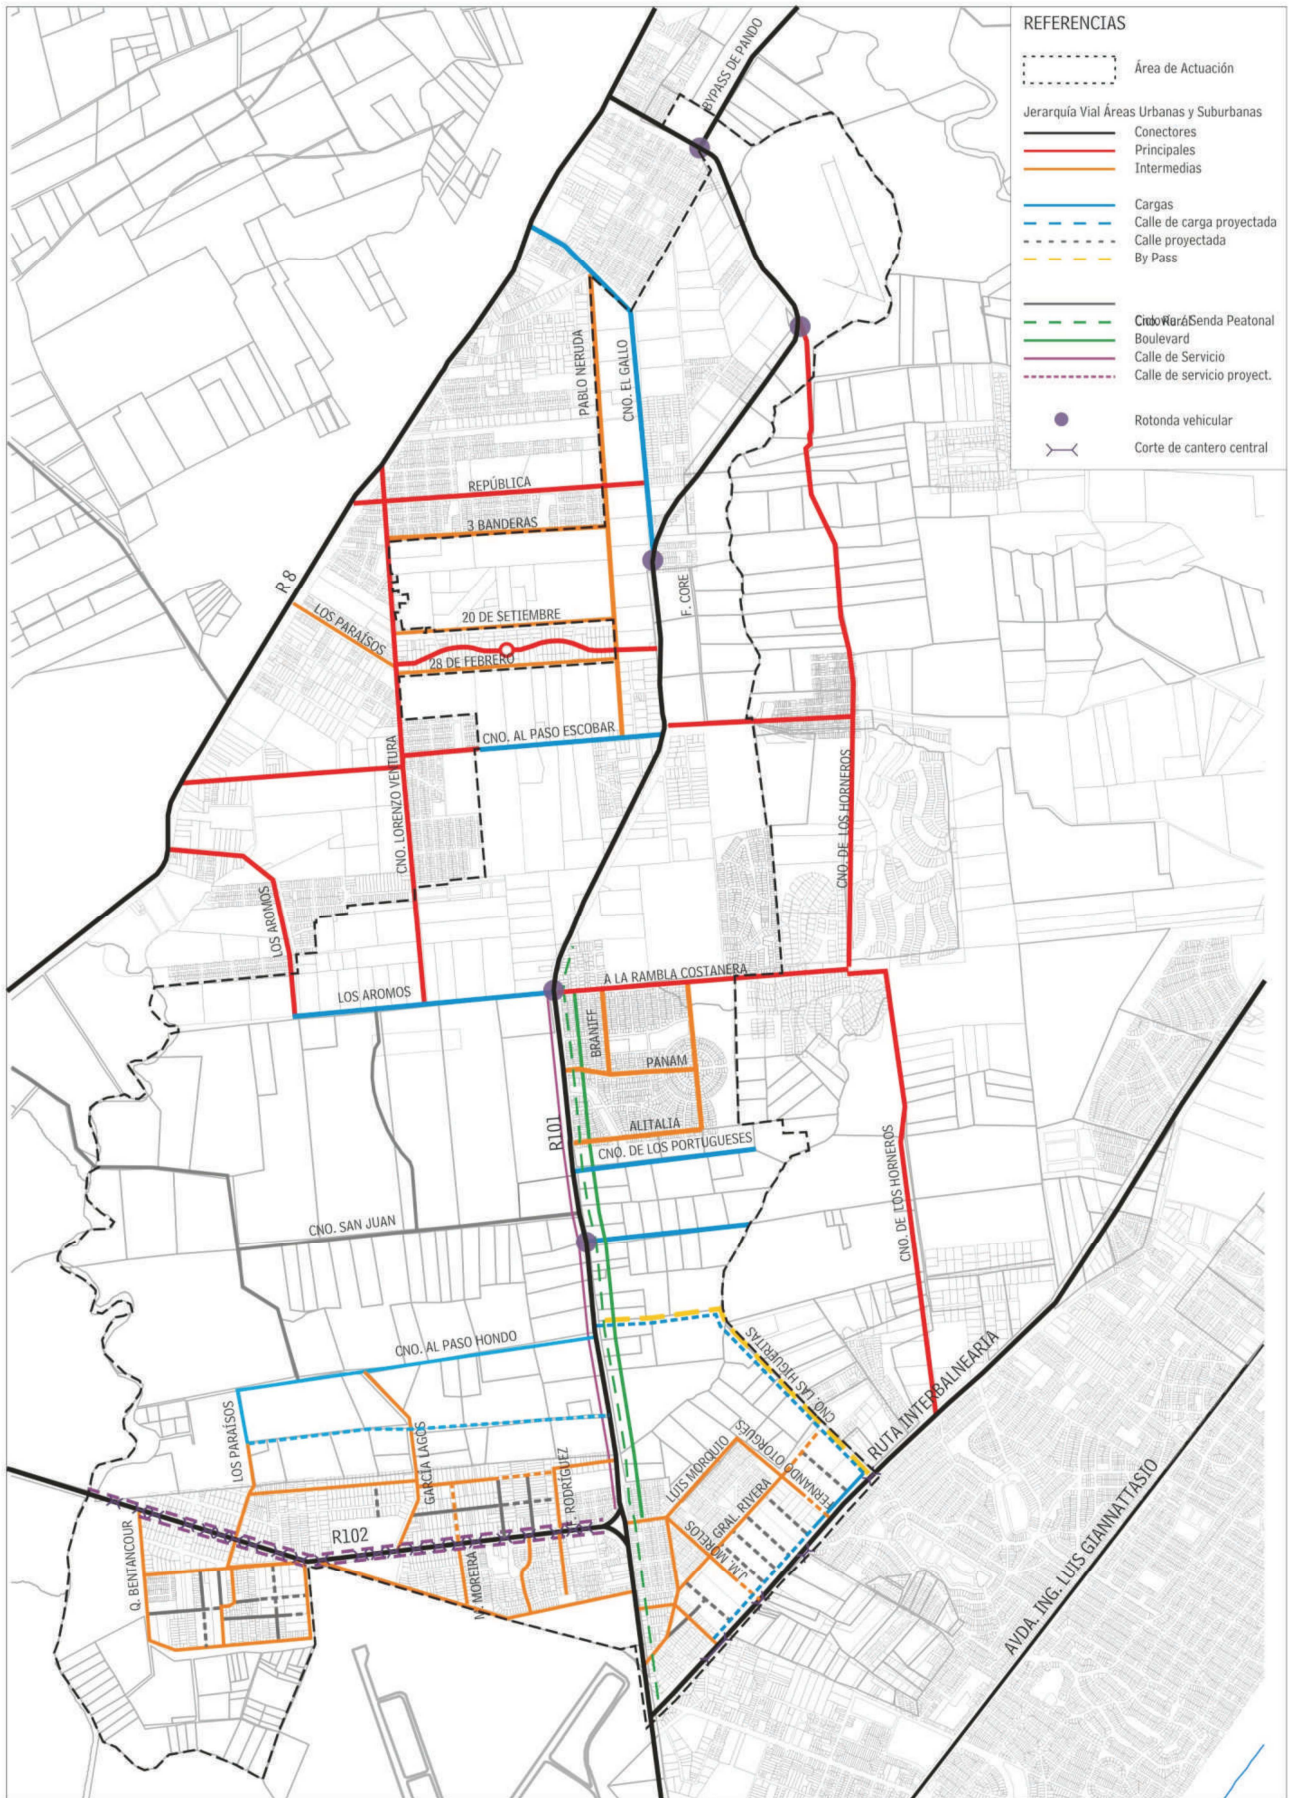 REFERENCIAS
Área de Actuación
Jerarquía Vial Áreas Urbanas y Suburbanas
Conectores
Principales
Intermedias
Cargas
Calle de carga proyectada
Calle proyectada
By Pass
Cno. Rural
Ciclovía / Senda Peatonal
Boulevard
Calle de Servicio
Calle de servicio proyect.
Rotonda vehicular
Corte de cantero central
BYPASS DE PANDO
PABLO NERUDA
CNO. EL GALLO
REPÚBLICA
3 BANDERAS
R 8
F. CORE
LOS PARAÍSOS
20 DE SETIEMBRE
28 DE FEBRERO
CNO. AL PASO ESCOBAR
CNO. LORENZO VENTURA
CNO. DE LOS HORNEROS
LOS AROMOS
A LA RAMBLA COSTANERA
LOS AROMOS
BRANIFF
PANAM
R101
ALITALIA
CNO. DE LOS PORTUGUESES
CNO. DE LOS HORNEROS
CNO. SAN JUAN
CNO. AL PASO HONDO
CNO. LAS HIGUERITAS
RUTA INTERBALNEARIA
LOS PARAÍSOS
GARCÍA LAGOS
F. RODRÍGUEZ
LUIS MORQUIO
FERNANDO OTORGUÉS
GRAL. RIVERA
J.M. MORELOS
R102
Q. BENTANCOUR
N. MOREIRA
AVDA. ING. LUIS GIANNATTASIO